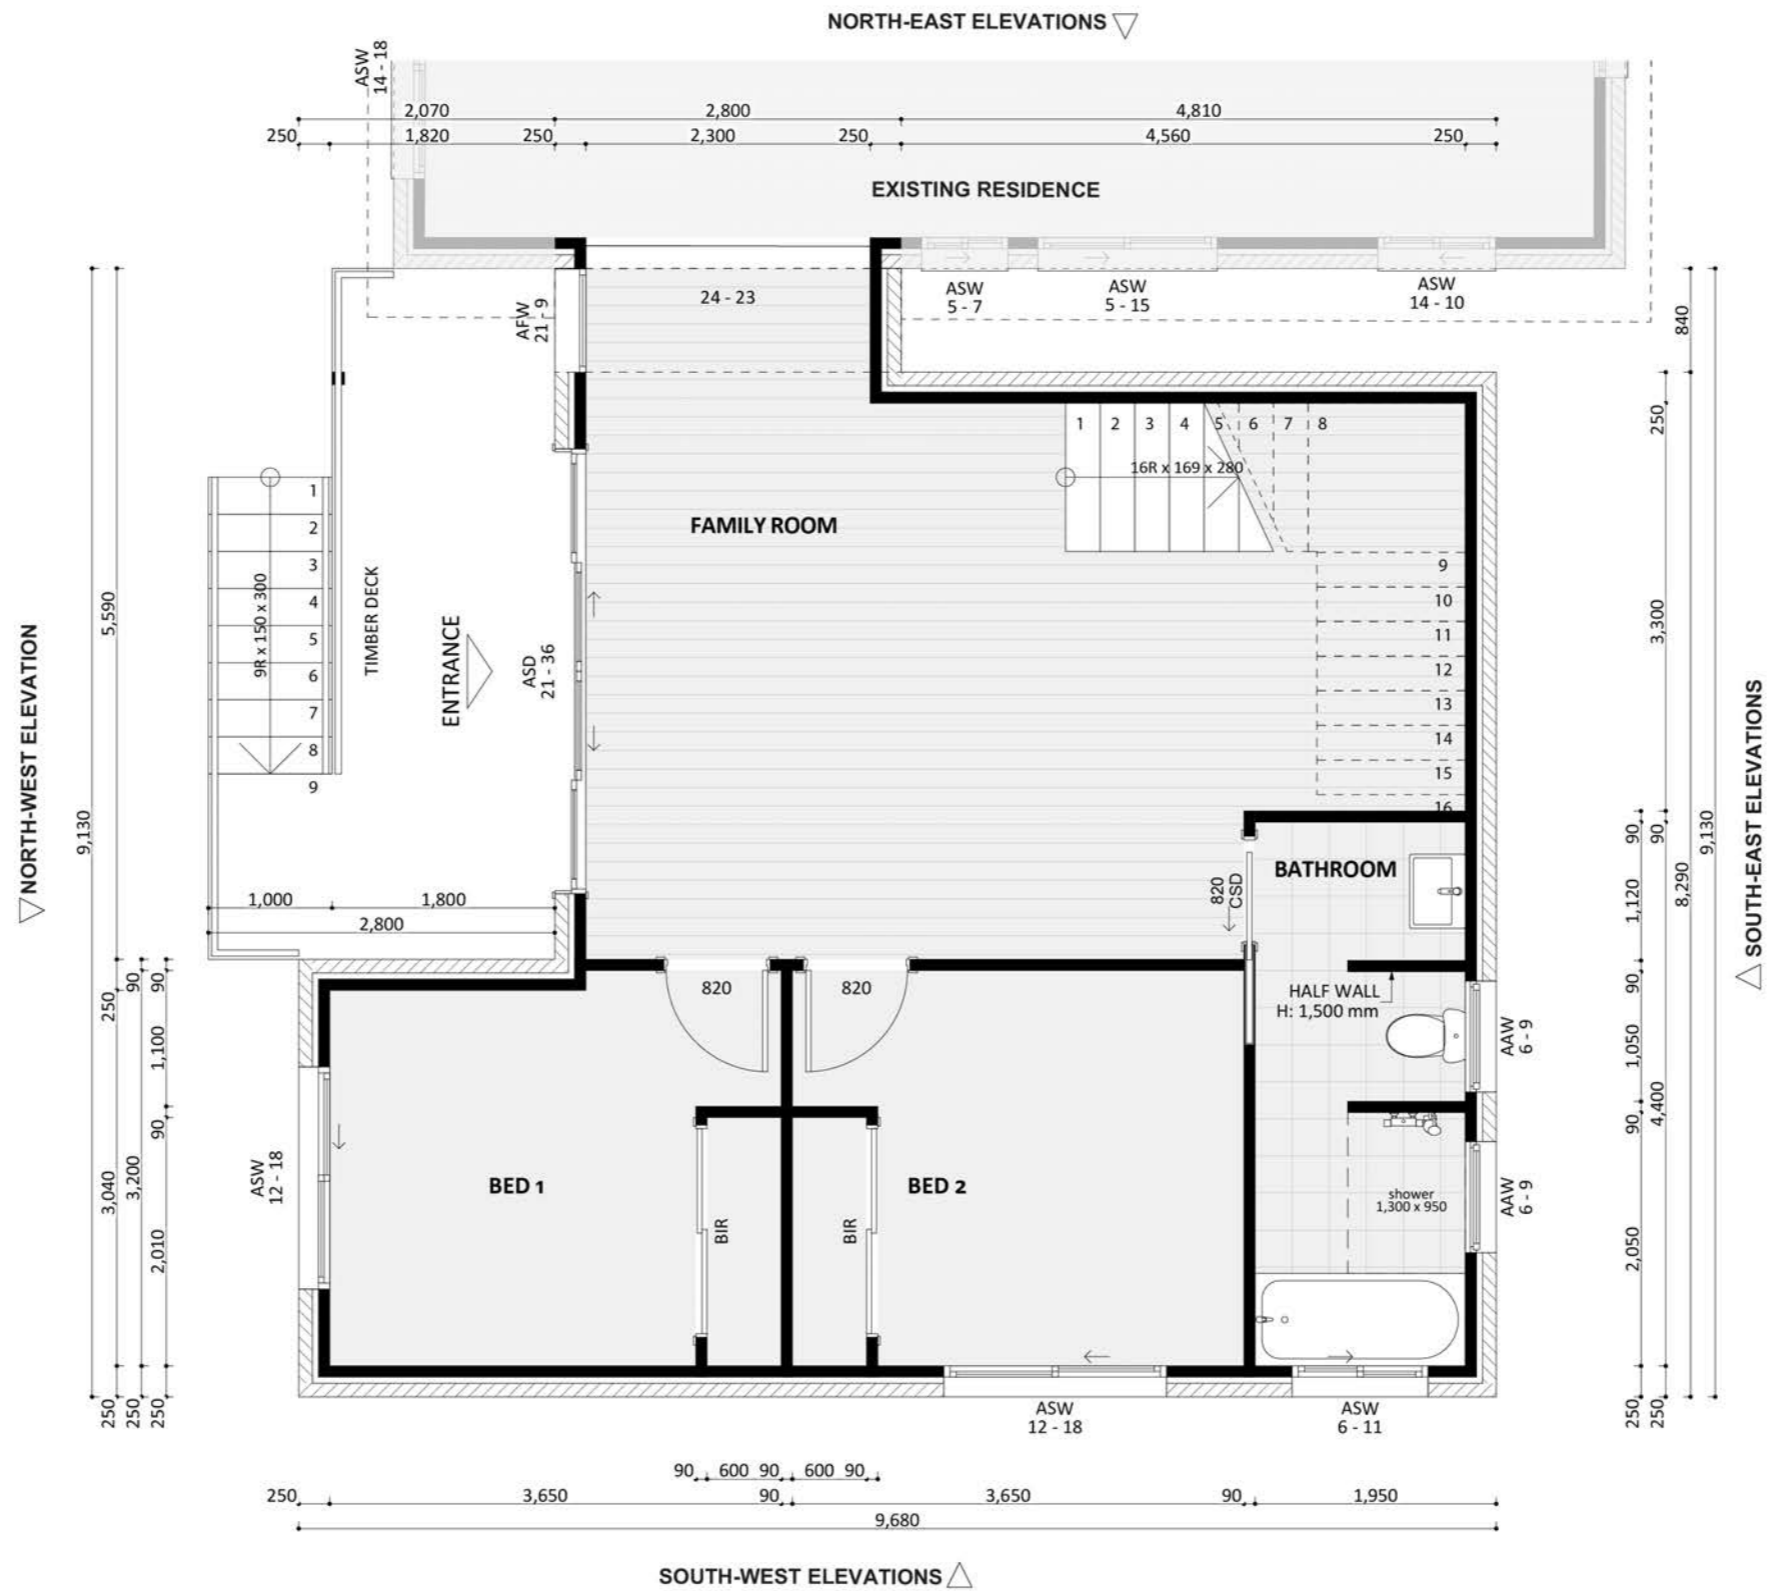 NORTH-EAST ELEVATIONS
ASW
14 - 18
2,070
2,800
4,810
250
1,820
250
2,300
250
4,560
250
EXISTING RESIDENCE
24 - 23
AFW
21 - 9
ASW
5 - 7
ASW
5 - 15
ASW
14 - 10
840
250
1
2
3
4
5
6
7
8
16R x 169 x 280
FAMILY ROOM
1
2
3
4
5
6
7
8
9
9R x 150 x 300
TIMBER DECK
ENTRANCE
ASD
21 - 36
9
10
11
12
13
14
15
16
5,590
9,130
NORTH-WEST ELEVATION
3,300
SOUTH-EAST ELEVATIONS
9,130
8,290
90
90
1,120
BATHROOM
820
CSD
1,000
1,800
2,800
820
820
HALF WALL
H: 1,500 mm
AAW
6 - 9
90
1,050
4,400
90
2,050
250
250
250
90
90
1,100
90
3,040
3,200
2,010
250
250
250
ASW
12 - 18
BED 1
BIR
BIR
BED 2
shower
1,300 x 950
AAW
6 - 9
ASW
12 - 18
ASW
6 - 11
90
600
90
600
90
250
3,650
90
3,650
90
1,950
9,680
SOUTH-WEST ELEVATIONS